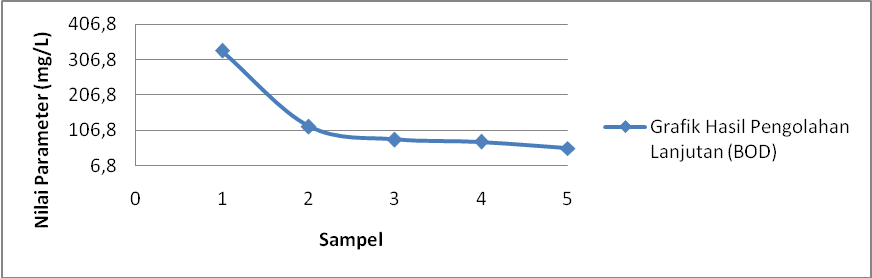 Nilai Parameter (mg/L)
406,8
306,8
206,8
106,8
6,8
0 1 2 3 4 5
Sampel
Grafik Hasil Pengolahan
Lanjutan (BOD)